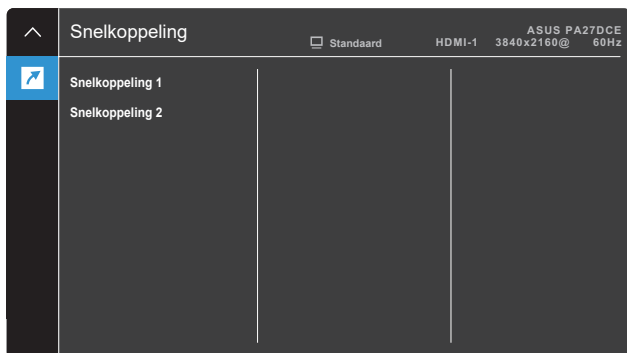 Snelkoppeling
Standaard
HDMI-1
ASUS PA27DCE
3840x2160@ 60Hz
Snelkoppeling 1
Snelkoppeling 2